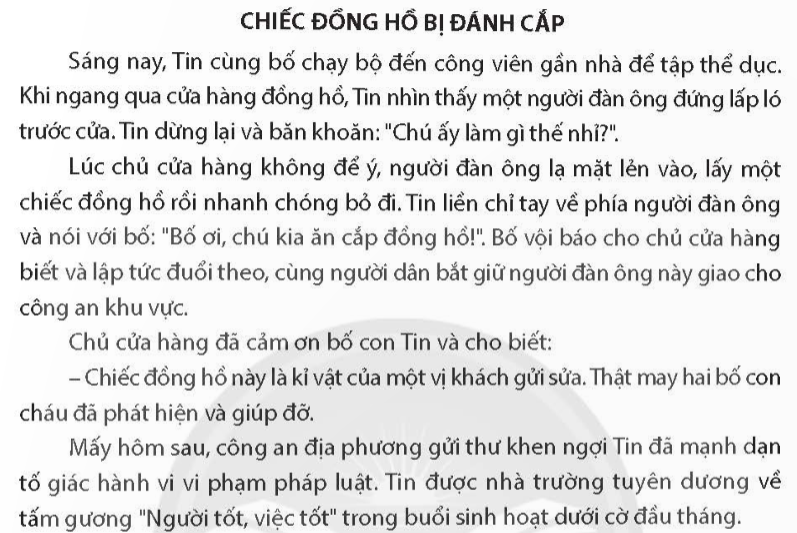 CHIẾC ĐỒNG HỒ BỊ ĐÁNH CẮP
Sáng nay, Tin cùng bố chạy bộ đến công viên gần nhà để tập thể dục.
Khi ngang qua cửa hàng đồng hồ, Tin nhìn thấy một người đàn ông đứng lấp ló
trước cửa. Tin dừng lại và băn khoăn: "Chú ấy làm gì thế nhỉ?".
Lúc chủ cửa hàng không để ý, người đàn ông lạ mặt lẻn vào, lấy một
chiếc đồng hồ rồi nhanh chóng bỏ đi. Tin liền chỉ tay về phía người đàn ông
và nói với bố: "Bố ơi, chú kia ăn cắp đồng hồ!". Bố vội báo cho chủ cửa hàng
biết và lập tức đuổi theo, cùng người dân bắt giữ người đàn ông này giao cho
công an khu vực.
Chủ cửa hàng đã cảm ơn bố con Tin và cho biết:
– Chiếc đồng hồ này là kỉ vật của một vị khách gửi sửa. Thật may hai bố con
cháu đã phát hiện và giúp đỡ.
Mấy hôm sau, công an địa phương gửi thư khen ngợi Tin đã mạnh dạn
tố giác hành vi vi phạm pháp luật. Tin được nhà trường tuyên dương về
tấm gương "Người tốt, việc tốt" trong buổi sinh hoạt dưới cờ đầu tháng.